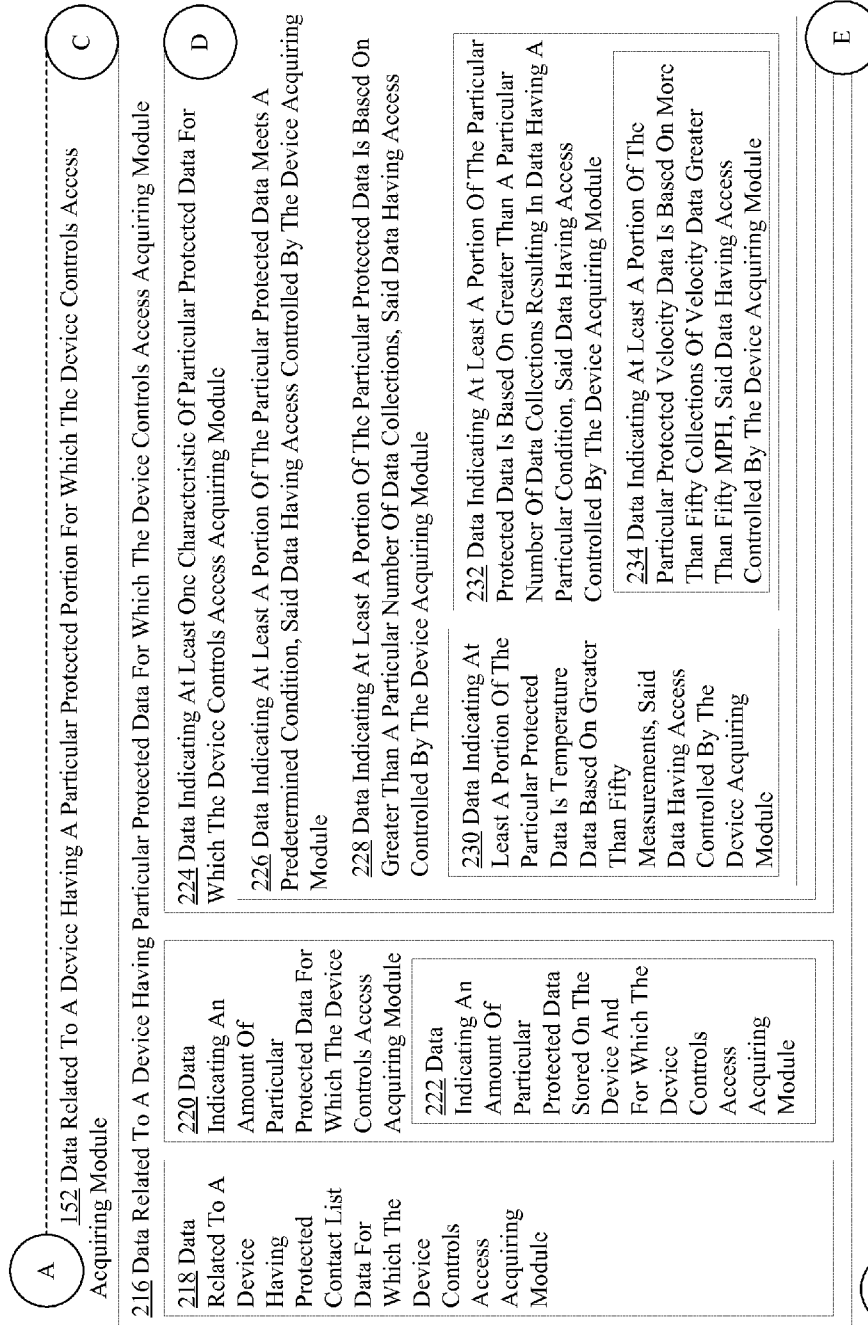 A
C
152 Data Related To A Device Having A Particular Protected Portion For Which The Device Controls Access
Acquiring Module
216 Data Related To A Device Having Particular Protected Data For Which The Device Controls Access Acquiring Module
218 Data
Related To A
Device
Having
Protected
Contact List
Data For
Which The
Device
Controls
Access
Acquiring
Module
220 Data
Indicating An
Amount Of
Particular
Protected Data For
Which The Device
Controls Access
Acquiring Module
222 Data
Indicating An
Amount Of
Particular
Protected Data
Stored On The
Device And
For Which The
Device
Controls
Access
Acquiring
Module
D
224 Data Indicating At Least One Characteristic Of Particular Protected Data For
Which The Device Controls Access Acquiring Module
226 Data Indicating At Least A Portion Of The Particular Protected Data Meets A
Predetermined Condition, Said Data Having Access Controlled By The Device Acquiring
Module
228 Data Indicating At Least A Portion Of The Particular Protected Data Is Based On
Greater Than A Particular Number Of Data Collections, Said Data Having Access
Controlled By The Device Acquiring Module
230 Data Indicating At
Least A Portion Of The
Particular Protected
Data Is Temperature
Data Based On Greater
Than Fifty
Measurements, Said
Data Having Access
Controlled By The
Device Acquiring
Module
232 Data Indicating At Least A Portion Of The Particular
Protected Data Is Based On Greater Than A Particular
Number Of Data Collections Resulting In Data Having A
Particular Condition, Said Data Having Access
Controlled By The Device Acquiring Module
234 Data Indicating At Least A Portion Of The
Particular Protected Velocity Data Is Based On More
Than Fifty Collections Of Velocity Data Greater
Than Fifty MPH, Said Data Having Access
Controlled By The Device Acquiring Module
E